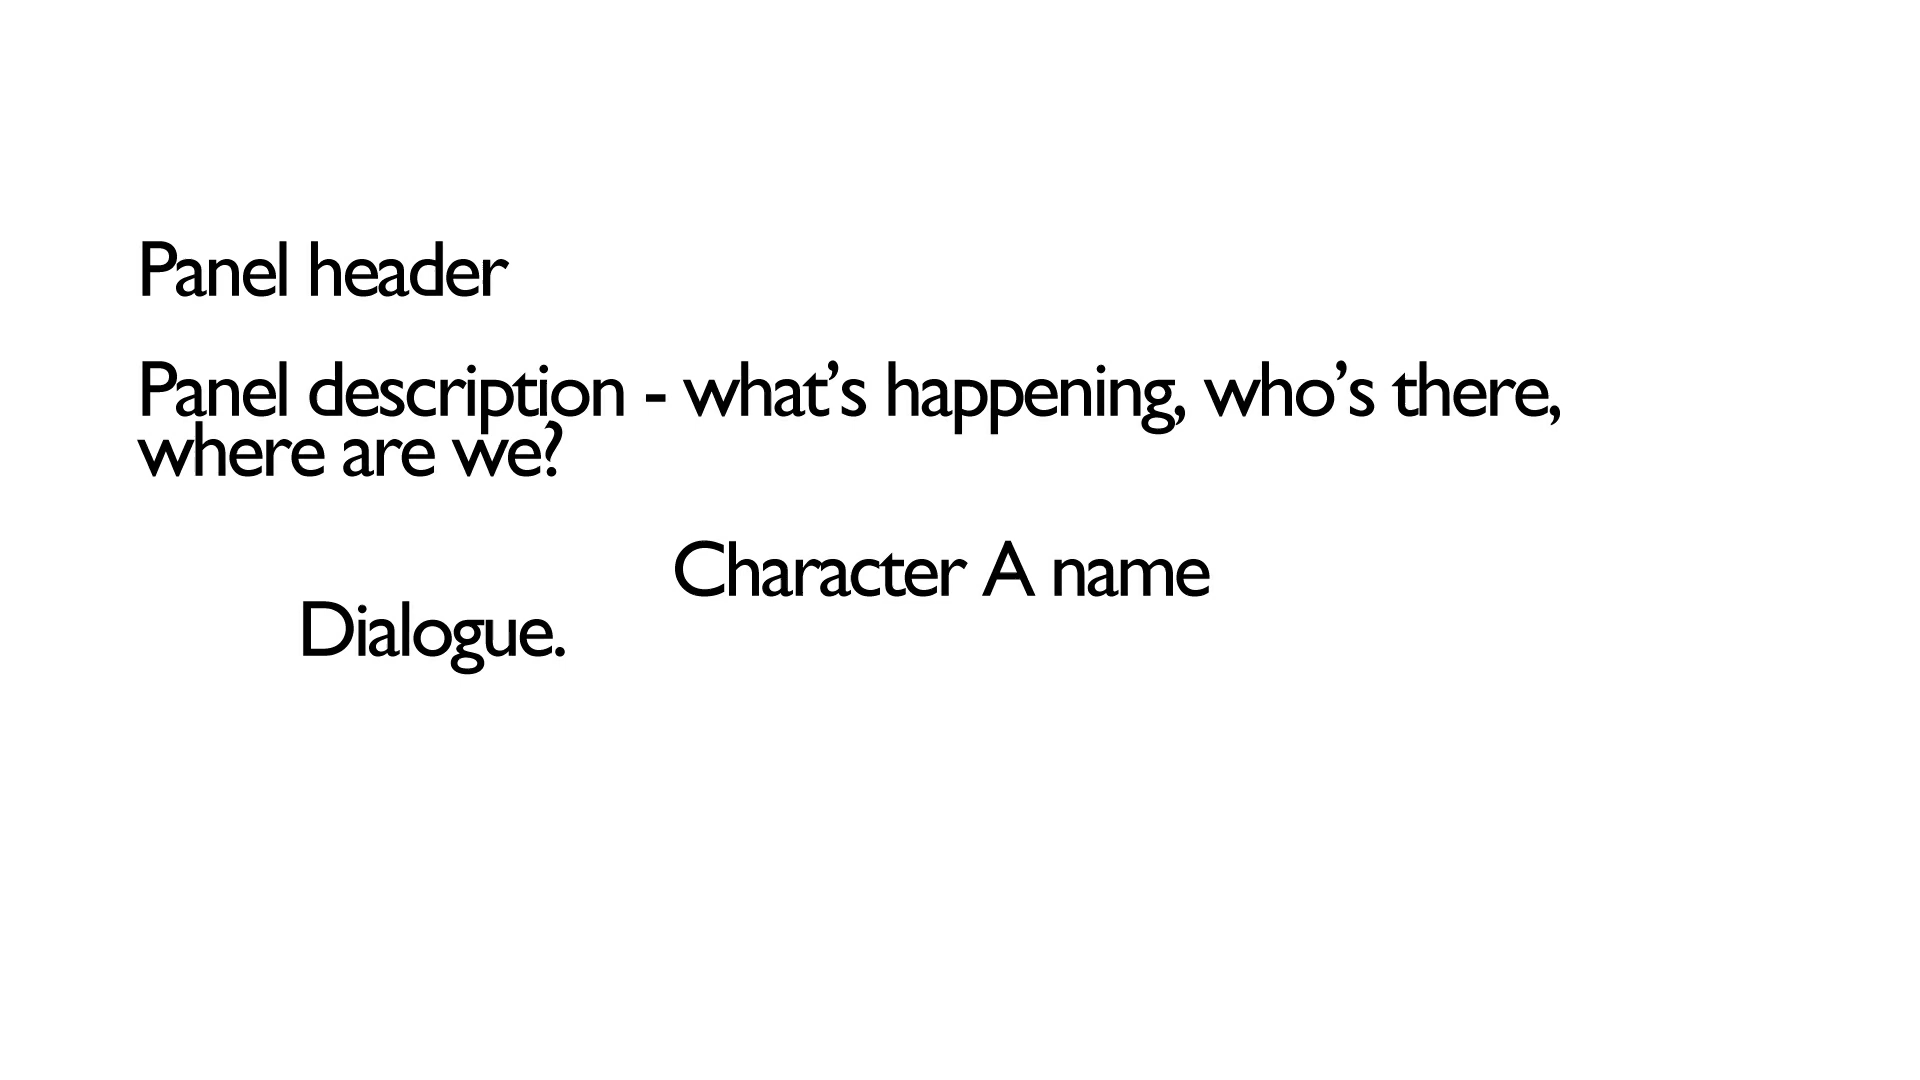 Panel header
Panel description - what’s happening, who’s there,
where are we?
Character A name
Dialogue.